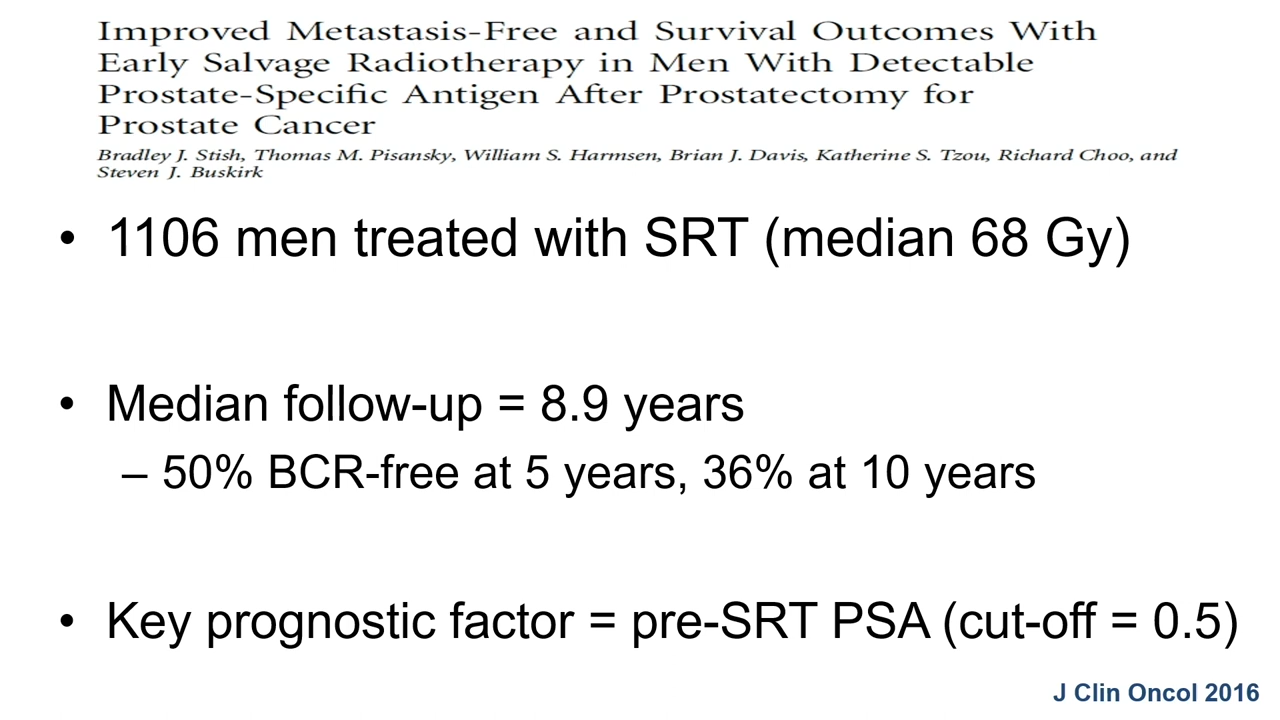 Improved Metastasis-Free and Survival Outcomes With
Early Salvage Radiotherapy in Men With Detectable
Prostate-Specific Antigen After Prostatectomy for
Prostate Cancer
Bradley J. Stish, Thomas M. Pisansky, William S. Harmsen, Brian J. Davis, Katherine S. Tzou, Richard Choo, and
Steven J. Buskirk
• 1106 men treated with SRT (median 68 Gy)
• Median follow-up = 8.9 years
– 50% BCR-free at 5 years, 36% at 10 years
• Key prognostic factor = pre-SRT PSA (cut-off = 0.5)
J Clin Oncol 2016